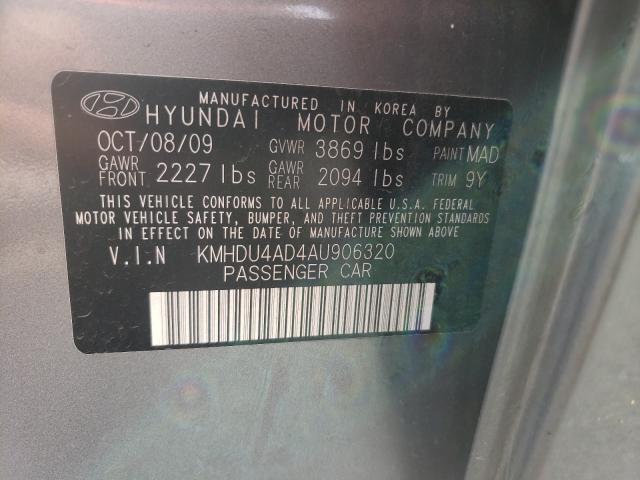 MANUFACTURED IN KOREA BY
HYUNDAI MOTOR COMPANY
OCT/08/09 GVWR 3869 lbs PAINT MAD
GAWR FRONT 2227 lbs GAWR REAR 2094 lbs TRIM 9Y
THIS VEHICLE CONFORMS TO ALL APPLICABLE U.S.A. FEDERAL
MOTOR VEHICLE SAFETY, BUMPER, AND THEFT PREVENTION STANDARDS
IN EFFECT ON THE DATE OF MANUFACTURE SHOWN ABOVE
V.I.N KMHDU4AD4AU906320
PASSENGER CAR